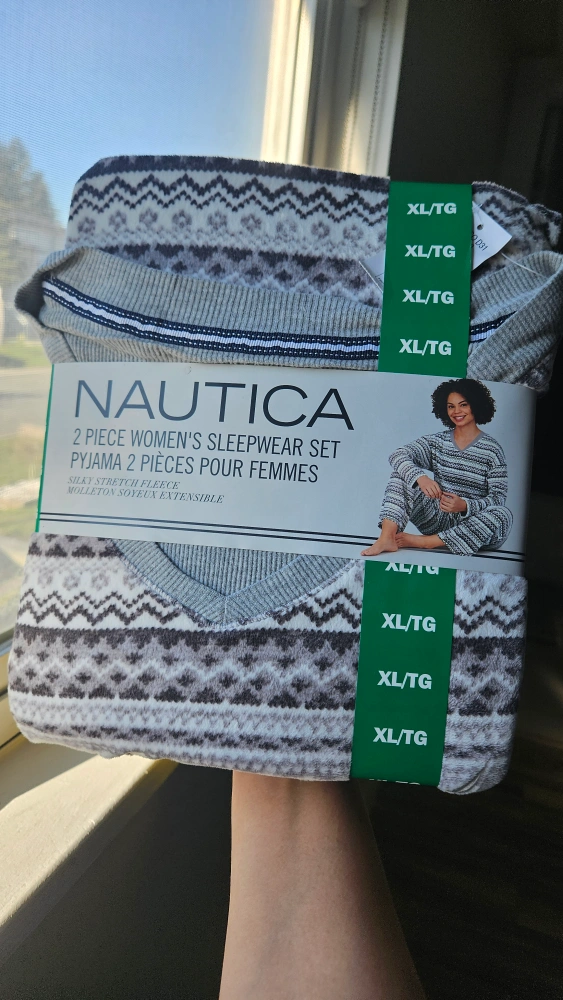 XL/TG
XL/TG
XL/TG
XL/TG
NAUTICA
2 PIECE WOMEN'S SLEEPWEAR SET
PYJAMA 2 PIÈCES POUR FEMMES
SILKY STRETCH FLEECE
MOLLETON SOYEUX EXTENSIBLE
XL/TG
XL/TG
XL/TG
XL/TG